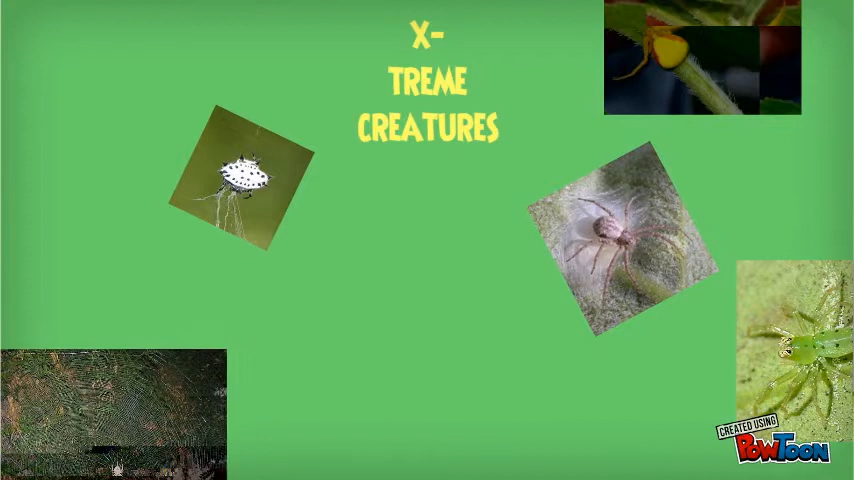 X-
TREME
CREATURES
CREATED USING
POWTOON